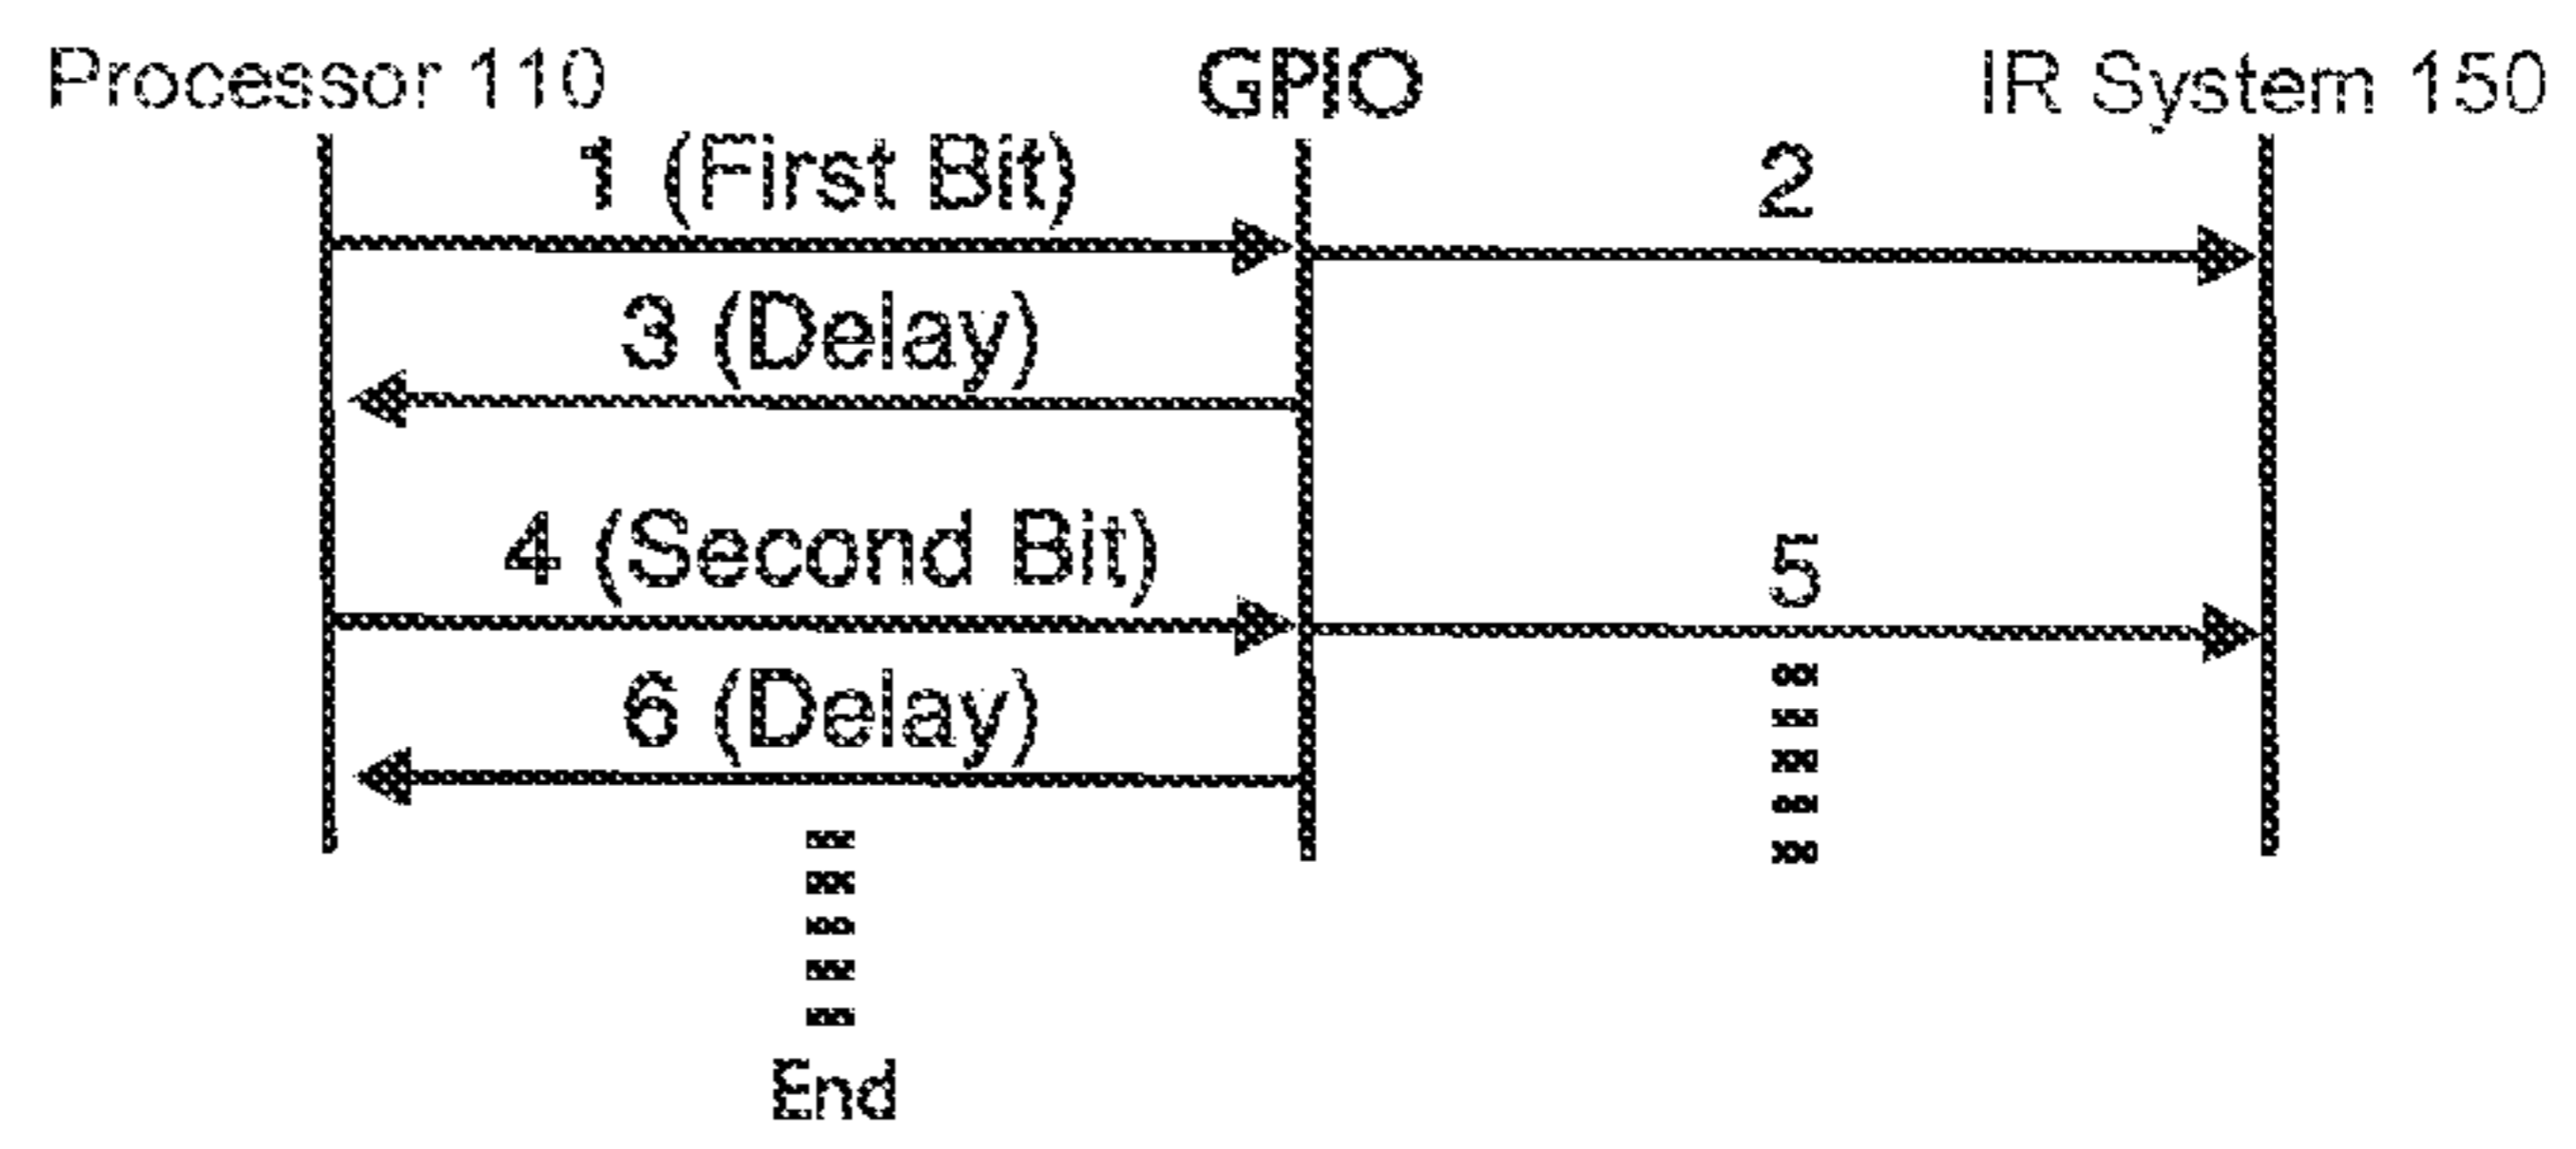 Processor 110 GPIO IR System 150
1 (First Bit) 2
3 (Delay)
4 (Second Bit) 5
6 (Delay)
End